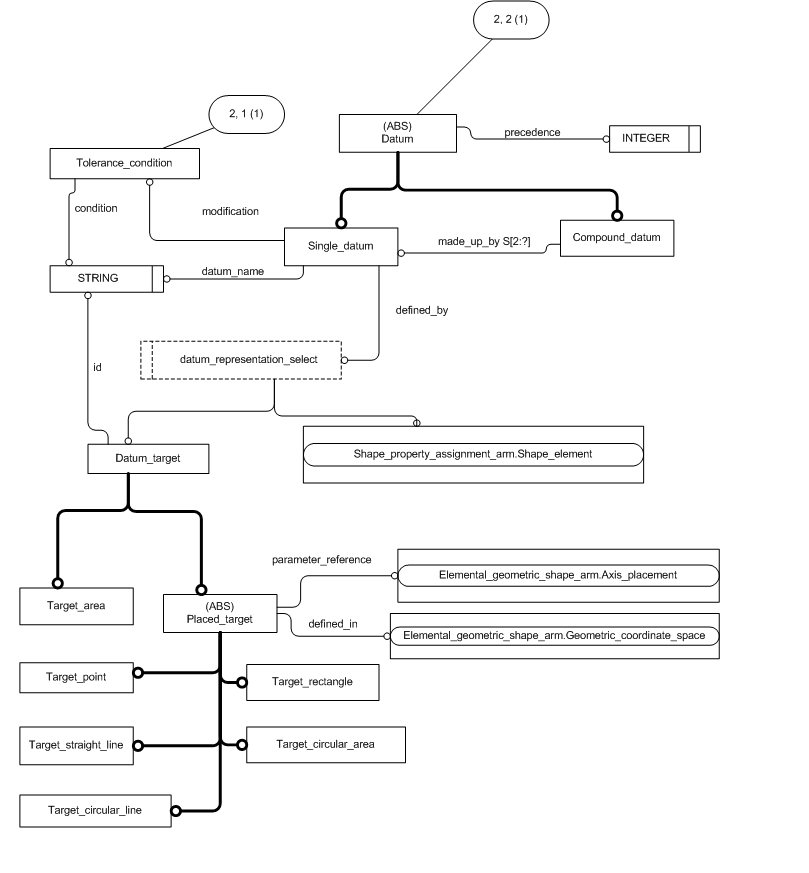 2, 2 (1)
2, 1 (1)
(ABS)
Datum
precedence
INTEGER
Tolerance_condition
condition
modification
Single_datum
made_up_by S[2:?]
Compound_datum
STRING
datum_name
defined_by
datum_representation_select
id
Datum_target
Shape_property_assignment_arm.Shape_element
parameter_reference
Elemental_geometric_shape_arm.Axis_placement
Target_area
(ABS)
Placed_target
defined_in
Elemental_geometric_shape_arm.Geometric_coordinate_space
Target_point
Target_rectangle
Target_straight_line
Target_circular_area
Target_circular_line